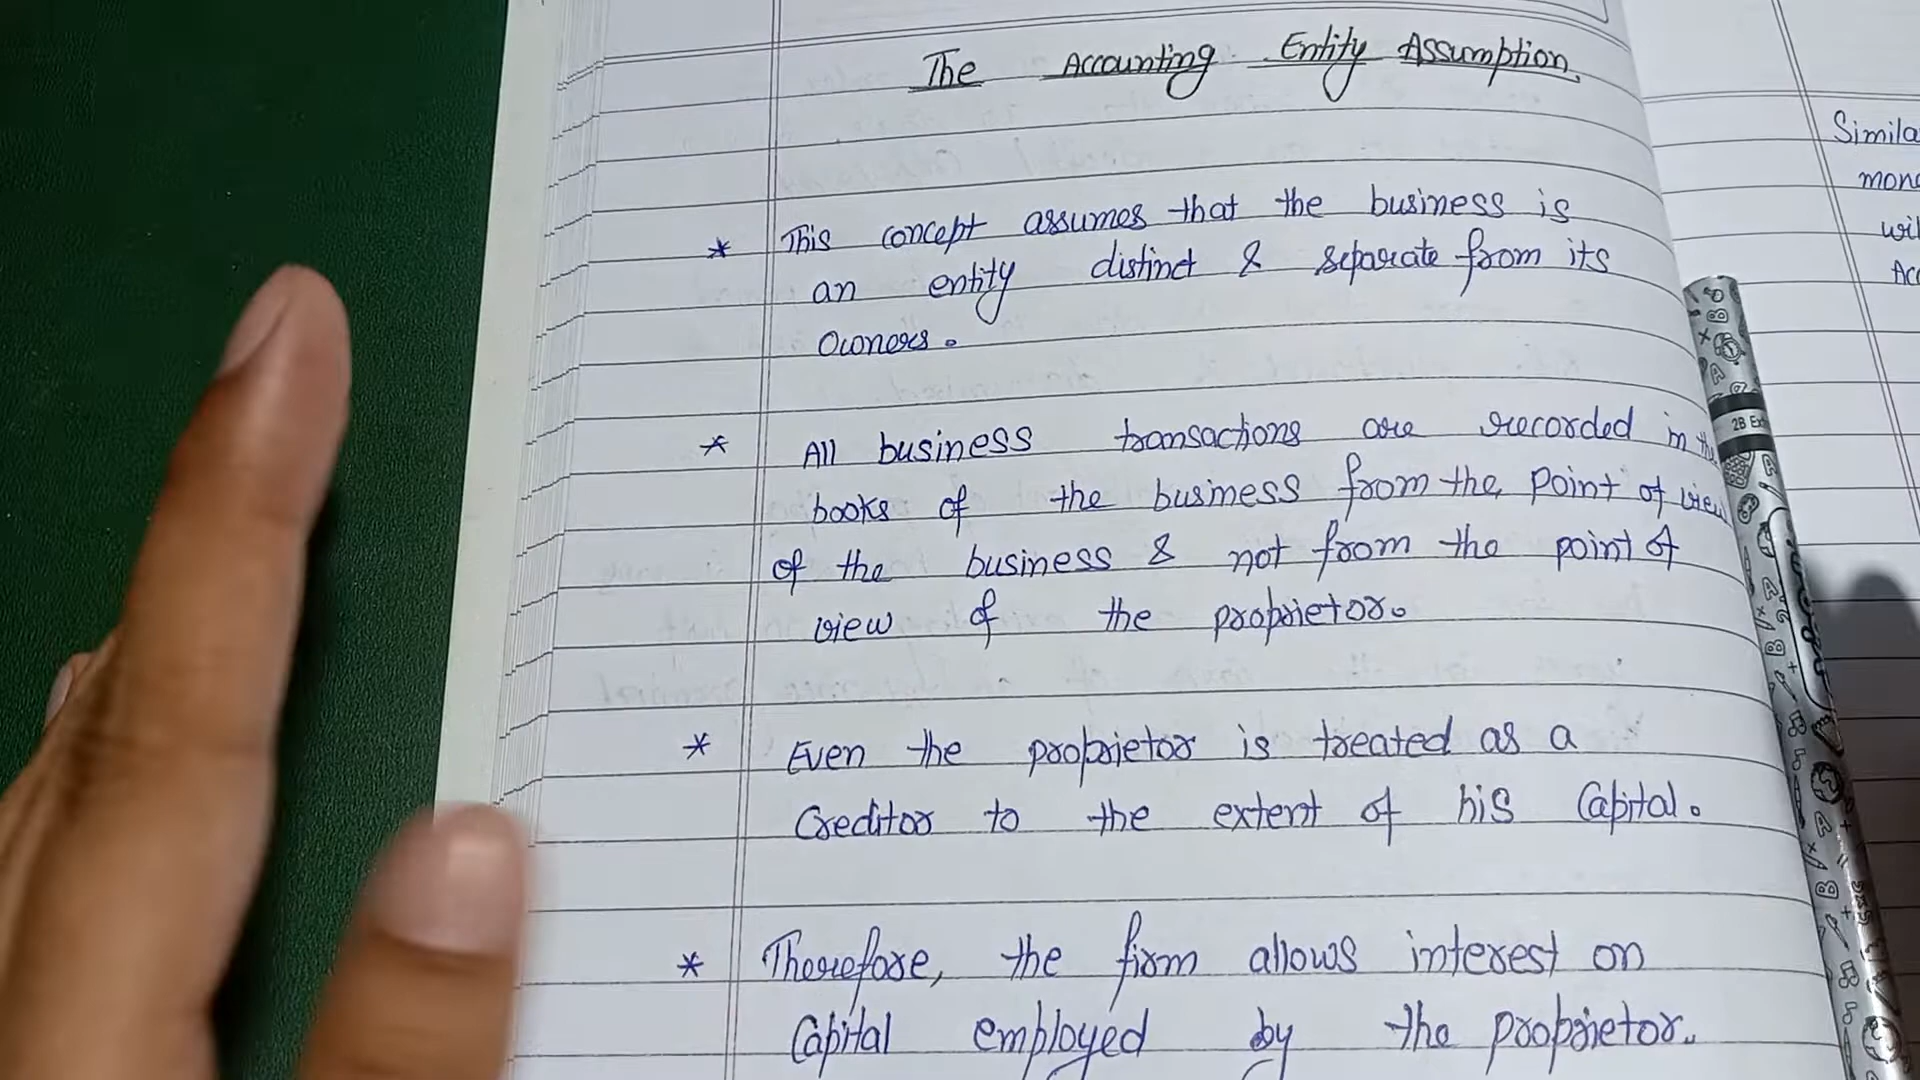 The Accounting Entity Assumption.
* This concept assumes that the business is
an entity distinct & separate from its
Owners.
* All business transactions are recorded in the
books of the business from the point of view
of the business & not from the point of
view of the proprietor.
* Even the proprietor is treated as a
Creditor to the extent of his Capital.
* Therefore, the firm allows interest on
Capital employed by the proprietor.
2B